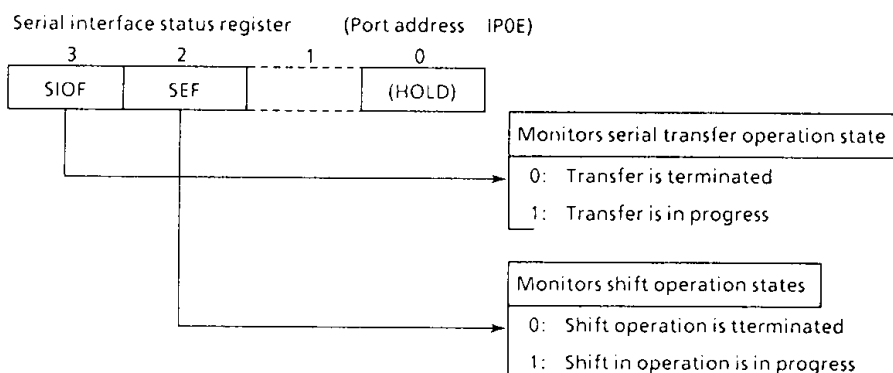 Serial interface status register (Port address IP0E)
3 2 1 0
SIOF SEF (HOLD)
Monitors serial transfer operation state
0: Transfer is terminated
1: Transfer is in progress
Monitors shift operation states
0: Shift operation is tterminated
1: Shift in operation is in progress